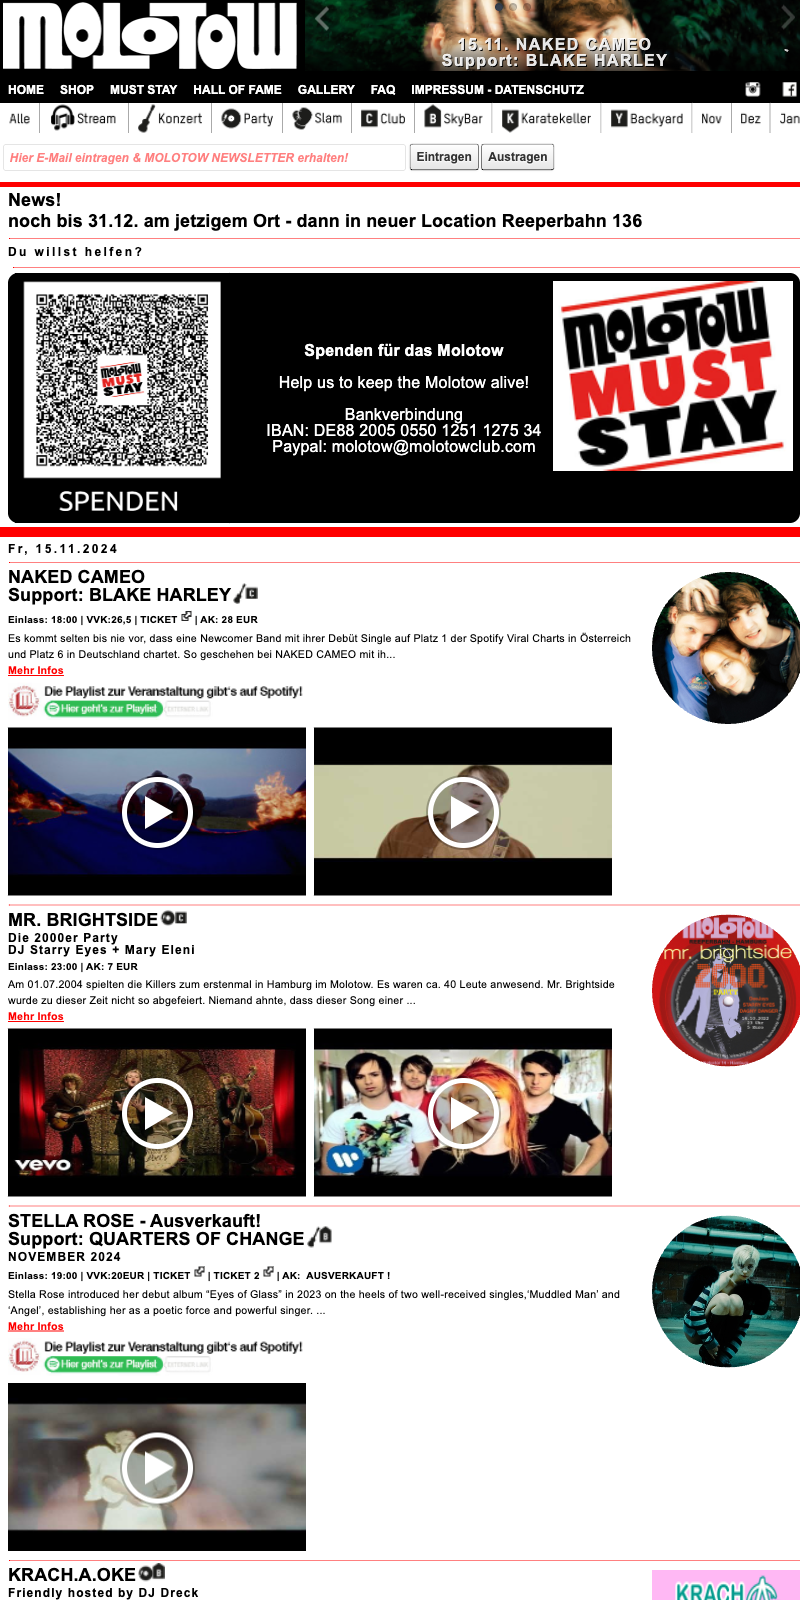 MOLOTOW
15.11. NAKED CAMEO
Support: BLAKE HARLEY
HOME SHOP MUST STAY HALL OF FAME GALLERY FAQ IMPRESSUM - DATENSCHUTZ
Alle Stream Konzert Party Slam C Club B SkyBar K Karatekeller Y Backyard Nov Dez Jan
Hier E-Mail eintragen & MOLOTOW NEWSLETTER erhalten! Eintragen Austragen
News!
noch bis 31.12. am jetzigem Ort - dann in neuer Location Reeperbahn 136
Du willst helfen?
MOLOTOW
MUST
STAY
SPENDEN
Spenden für das Molotow
Help us to keep the Molotow alive!
Bankverbindung
IBAN: DE88 2005 0550 1251 1275 34
Paypal: molotow@molotowclub.com
MOLOTOW
MUST
STAY
Fr, 15.11.2024
NAKED CAMEO
Support: BLAKE HARLEY C
Einlass: 18:00 | VVK:26,5 | TICKET | AK: 28 EUR
Es kommt selten bis nie vor, dass eine Newcomer Band mit ihrer Debüt Single auf Platz 1 der Spotify Viral Charts in Österreich
und Platz 6 in Deutschland chartet. So geschehen bei NAKED CAMEO mit ih...
Mehr Infos
Die Playlist zur Veranstaltung gibt's auf Spotify!
Hier geht's zur Playlist EXTERNER LINK
MR. BRIGHTSIDE C
Die 2000er Party
DJ Starry Eyes + Mary Eleni
Einlass: 23:00 | AK: 7 EUR
Am 01.07.2004 spielten die Killers zum erstenmal in Hamburg im Molotow. Es waren ca. 40 Leute anwesend. Mr. Brightside
wurde zu dieser Zeit nicht so abgefeiert. Niemand ahnte, dass dieser Song einer ...
Mehr Infos
MOLOTOW
mr. brightside
2000
PARTY
vevo
W
STELLA ROSE - Ausverkauft!
Support: QUARTERS OF CHANGE B
NOVEMBER 2024
Einlass: 19:00 | VVK:20EUR | TICKET | TICKET 2 | AK: AUSVERKAUFT !
Stella Rose introduced her debut album “Eyes of Glass” in 2023 on the heels of two well-received singles,‘Muddled Man’ and
‘Angel’, establishing her as a poetic force and powerful singer. ...
Mehr Infos
Die Playlist zur Veranstaltung gibt's auf Spotify!
Hier geht's zur Playlist EXTERNER LINK
KRACH.A.OKE B
Friendly hosted by DJ Dreck
KRACH